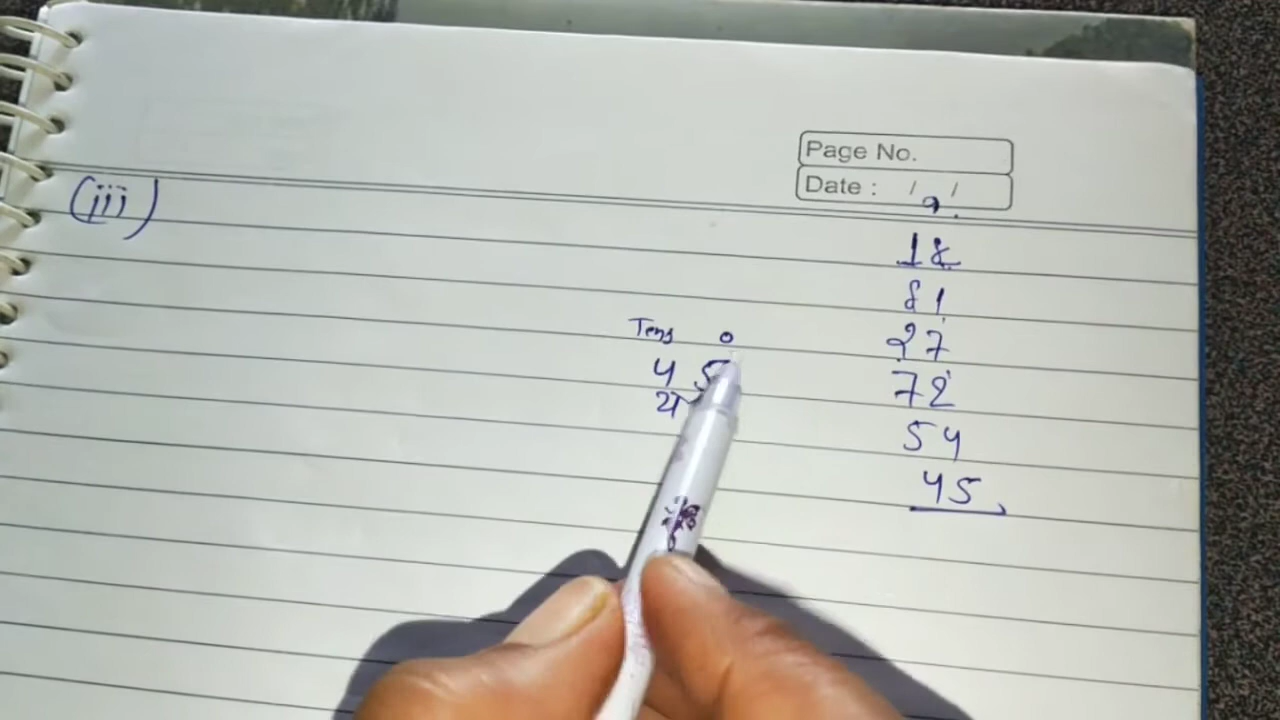 Page No.
Date : / /
9
(iii)
18
81
Tens o
27
4 5
72
54
45